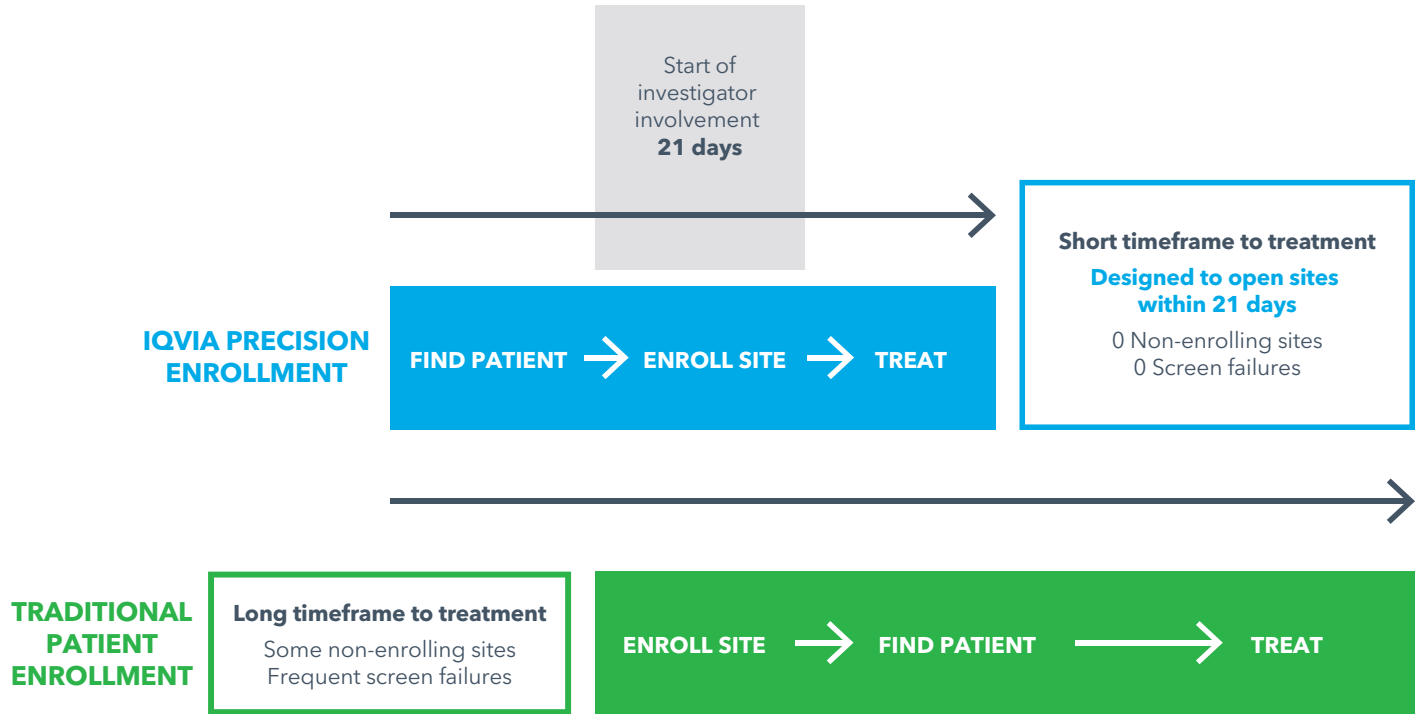 Start of
investigator
involvement
21 days
IQVIA PRECISION
ENROLLMENT
FIND PATIENT
ENROLL SITE
TREAT
Short timeframe to treatment
Designed to open sites
within 21 days
0 Non-enrolling sites
0 Screen failures
TRADITIONAL
PATIENT
ENROLLMENT
Long timeframe to treatment
Some non-enrolling sites
Frequent screen failures
ENROLL SITE
FIND PATIENT
TREAT